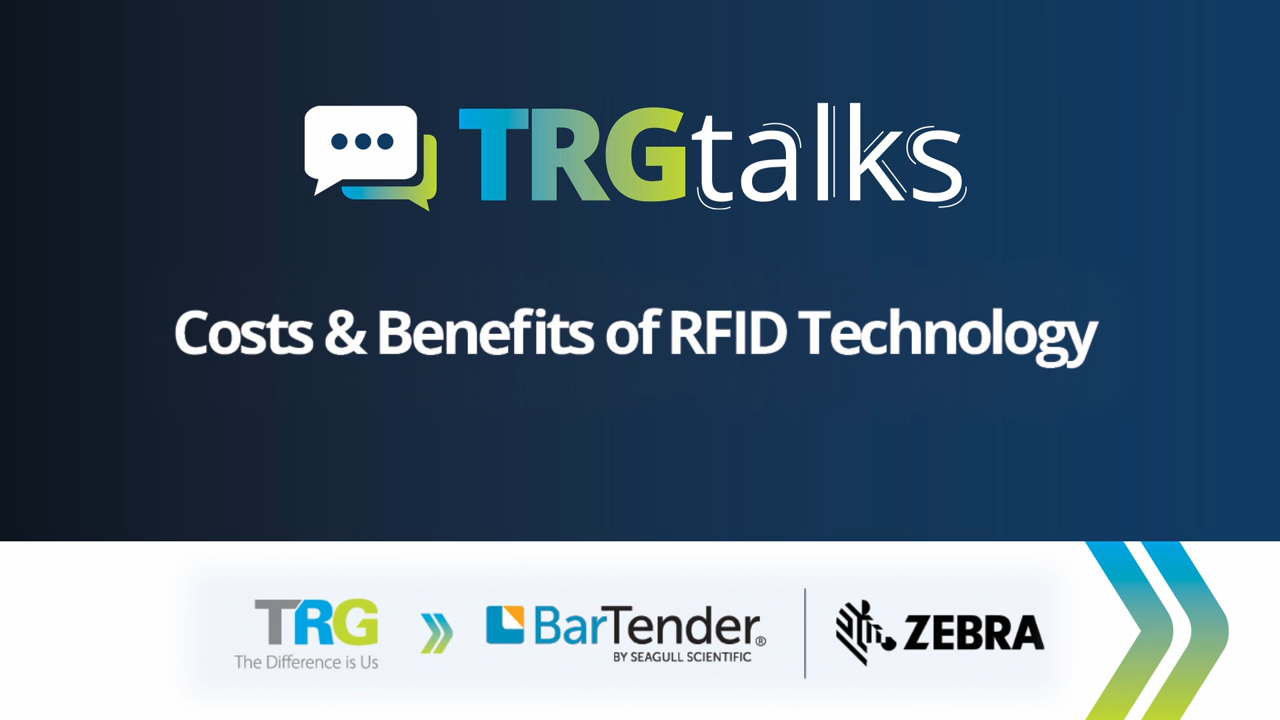 TRGtalks
Costs & Benefits of RFID Technology
TRG
The Difference is Us
BarTender®
BY SEAGULL SCIENTIFIC
ZEBRA